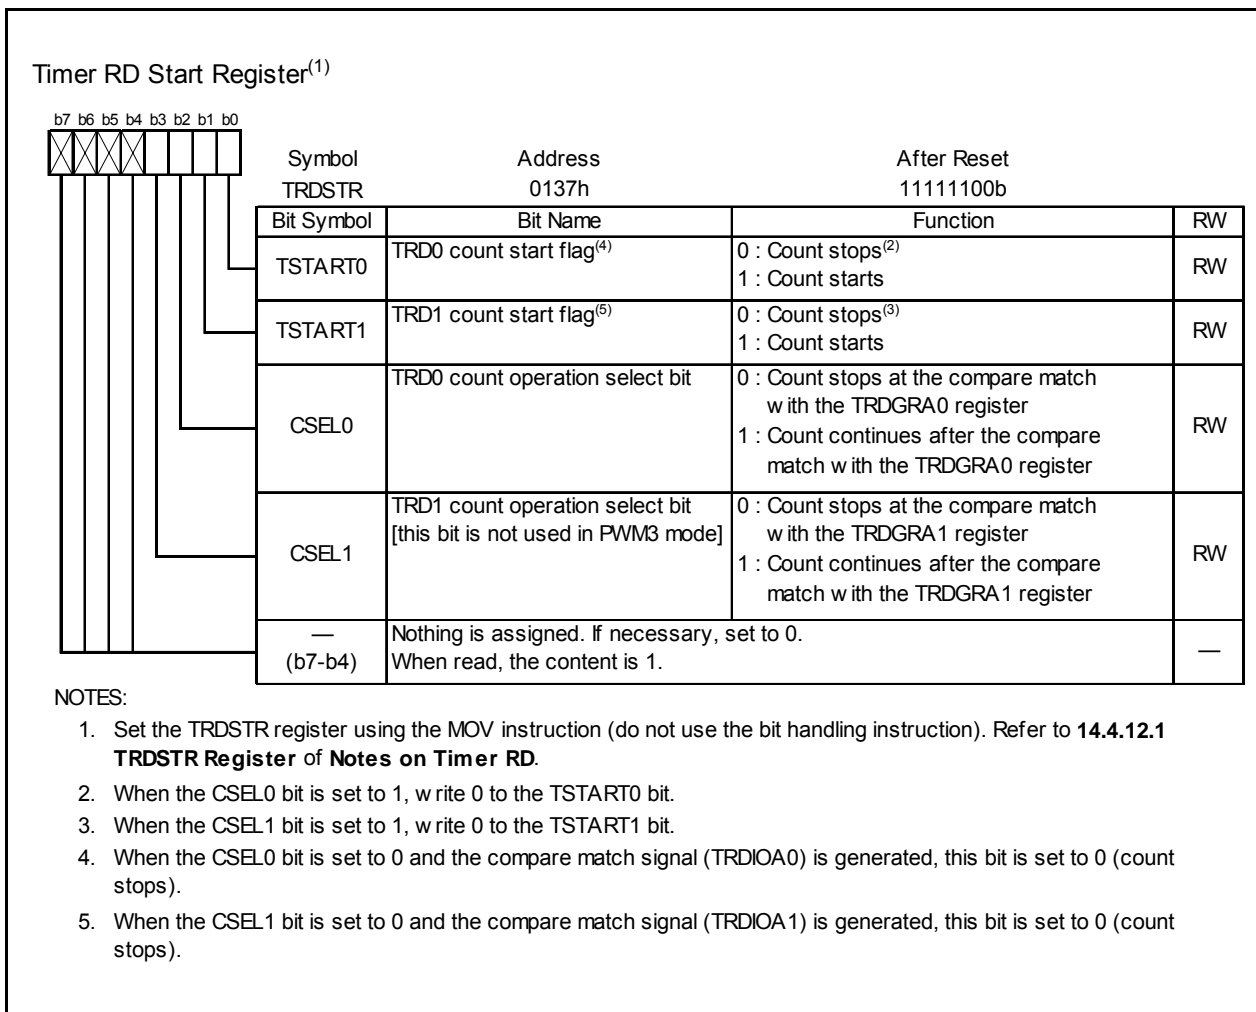 Timer RD Start Register(1)
b7 b6 b5 b4 b3 b2 b1 b0
Symbol Address After Reset
TRDSTR 0137h 11111100b
Bit Symbol Bit Name Function RW
TSTART0 TRD0 count start flag(4) 0 : Count stops(2) RW
1 : Count starts
TSTART1 TRD1 count start flag(5) 0 : Count stops(3) RW
1 : Count starts
CSEL0 TRD0 count operation select bit 0 : Count stops at the compare match RW
with the TRDGRA0 register
1 : Count continues after the compare
match with the TRDGRA0 register
CSEL1 TRD1 count operation select bit 0 : Count stops at the compare match RW
[this bit is not used in PWM3 mode] with the TRDGRA1 register
1 : Count continues after the compare
match with the TRDGRA1 register
— Nothing is assigned. If necessary, set to 0. —
(b7-b4) When read, the content is 1.
NOTES:
1. Set the TRDSTR register using the MOV instruction (do not use the bit handling instruction). Refer to 14.4.12.1
TRDSTR Register of Notes on Timer RD.
2. When the CSEL0 bit is set to 1, write 0 to the TSTART0 bit.
3. When the CSEL1 bit is set to 1, write 0 to the TSTART1 bit.
4. When the CSEL0 bit is set to 0 and the compare match signal (TRDIOA0) is generated, this bit is set to 0 (count
stops).
5. When the CSEL1 bit is set to 0 and the compare match signal (TRDIOA1) is generated, this bit is set to 0 (count
stops).